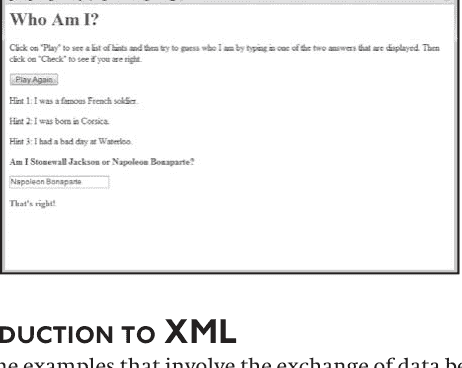 Who Am I?
Click on "Play" to see a list of hints and then try to guess who I am by typing in one of the two answers that are displayed. Then
click on "Check" to see if you are right.
Play Again
Hint 1: I was a famous French soldier.
Hint 2: I was born in Corsica.
Hint 3: I had a bad day at Waterloo.
Am I Stonewall Jackson or Napoleon Bonaparte?
Napoleon Bonaparte
That's right!
DUCTION TO XML
ne examples that involve the exchange of data be